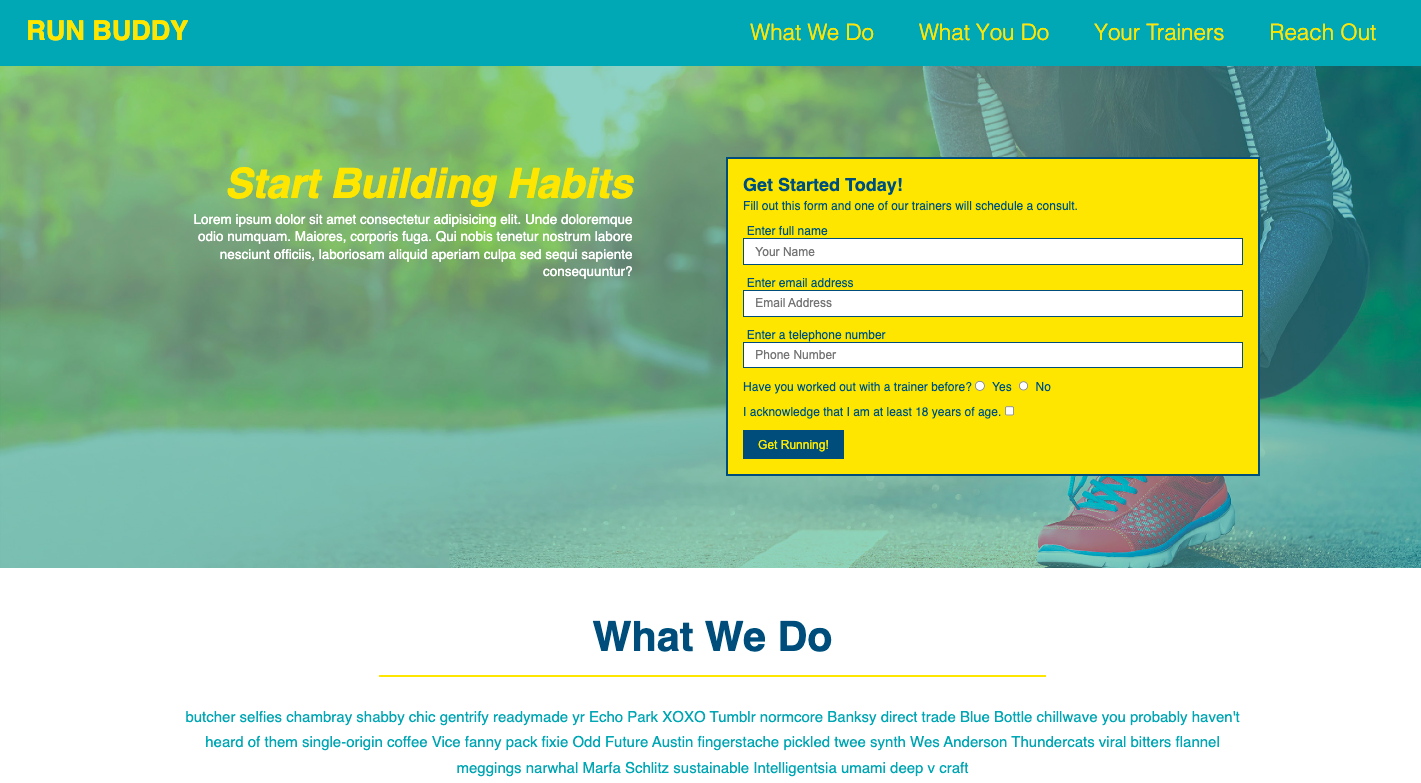 RUN BUDDY
What We Do
What You Do
Your Trainers
Reach Out
Start Building Habits
Lorem ipsum dolor sit amet consectetur adipisicing elit. Unde doloremque
odio numquam. Maiores, corporis fuga. Qui nobis tenetur nostrum labore
nesciunt officiis, laboriosam aliquid aperiam culpa sed sequi sapiente
consequuntur?
Get Started Today!
Fill out this form and one of our trainers will schedule a consult.
Enter full name
Your Name
Enter email address
Email Address
Enter a telephone number
Phone Number
Have you worked out with a trainer before? Yes No
I acknowledge that I am at least 18 years of age.
Get Running!
What We Do
butcher selfies chambray shabby chic gentrify readymade yr Echo Park XOXO Tumblr normcore Banksy direct trade Blue Bottle chillwave you probably haven't
heard of them single-origin coffee Vice fanny pack fixie Odd Future Austin fingerstache pickled twee synth Wes Anderson Thundercats viral bitters flannel
meggings narwhal Marfa Schlitz sustainable Intelligentsia umami deep v craft